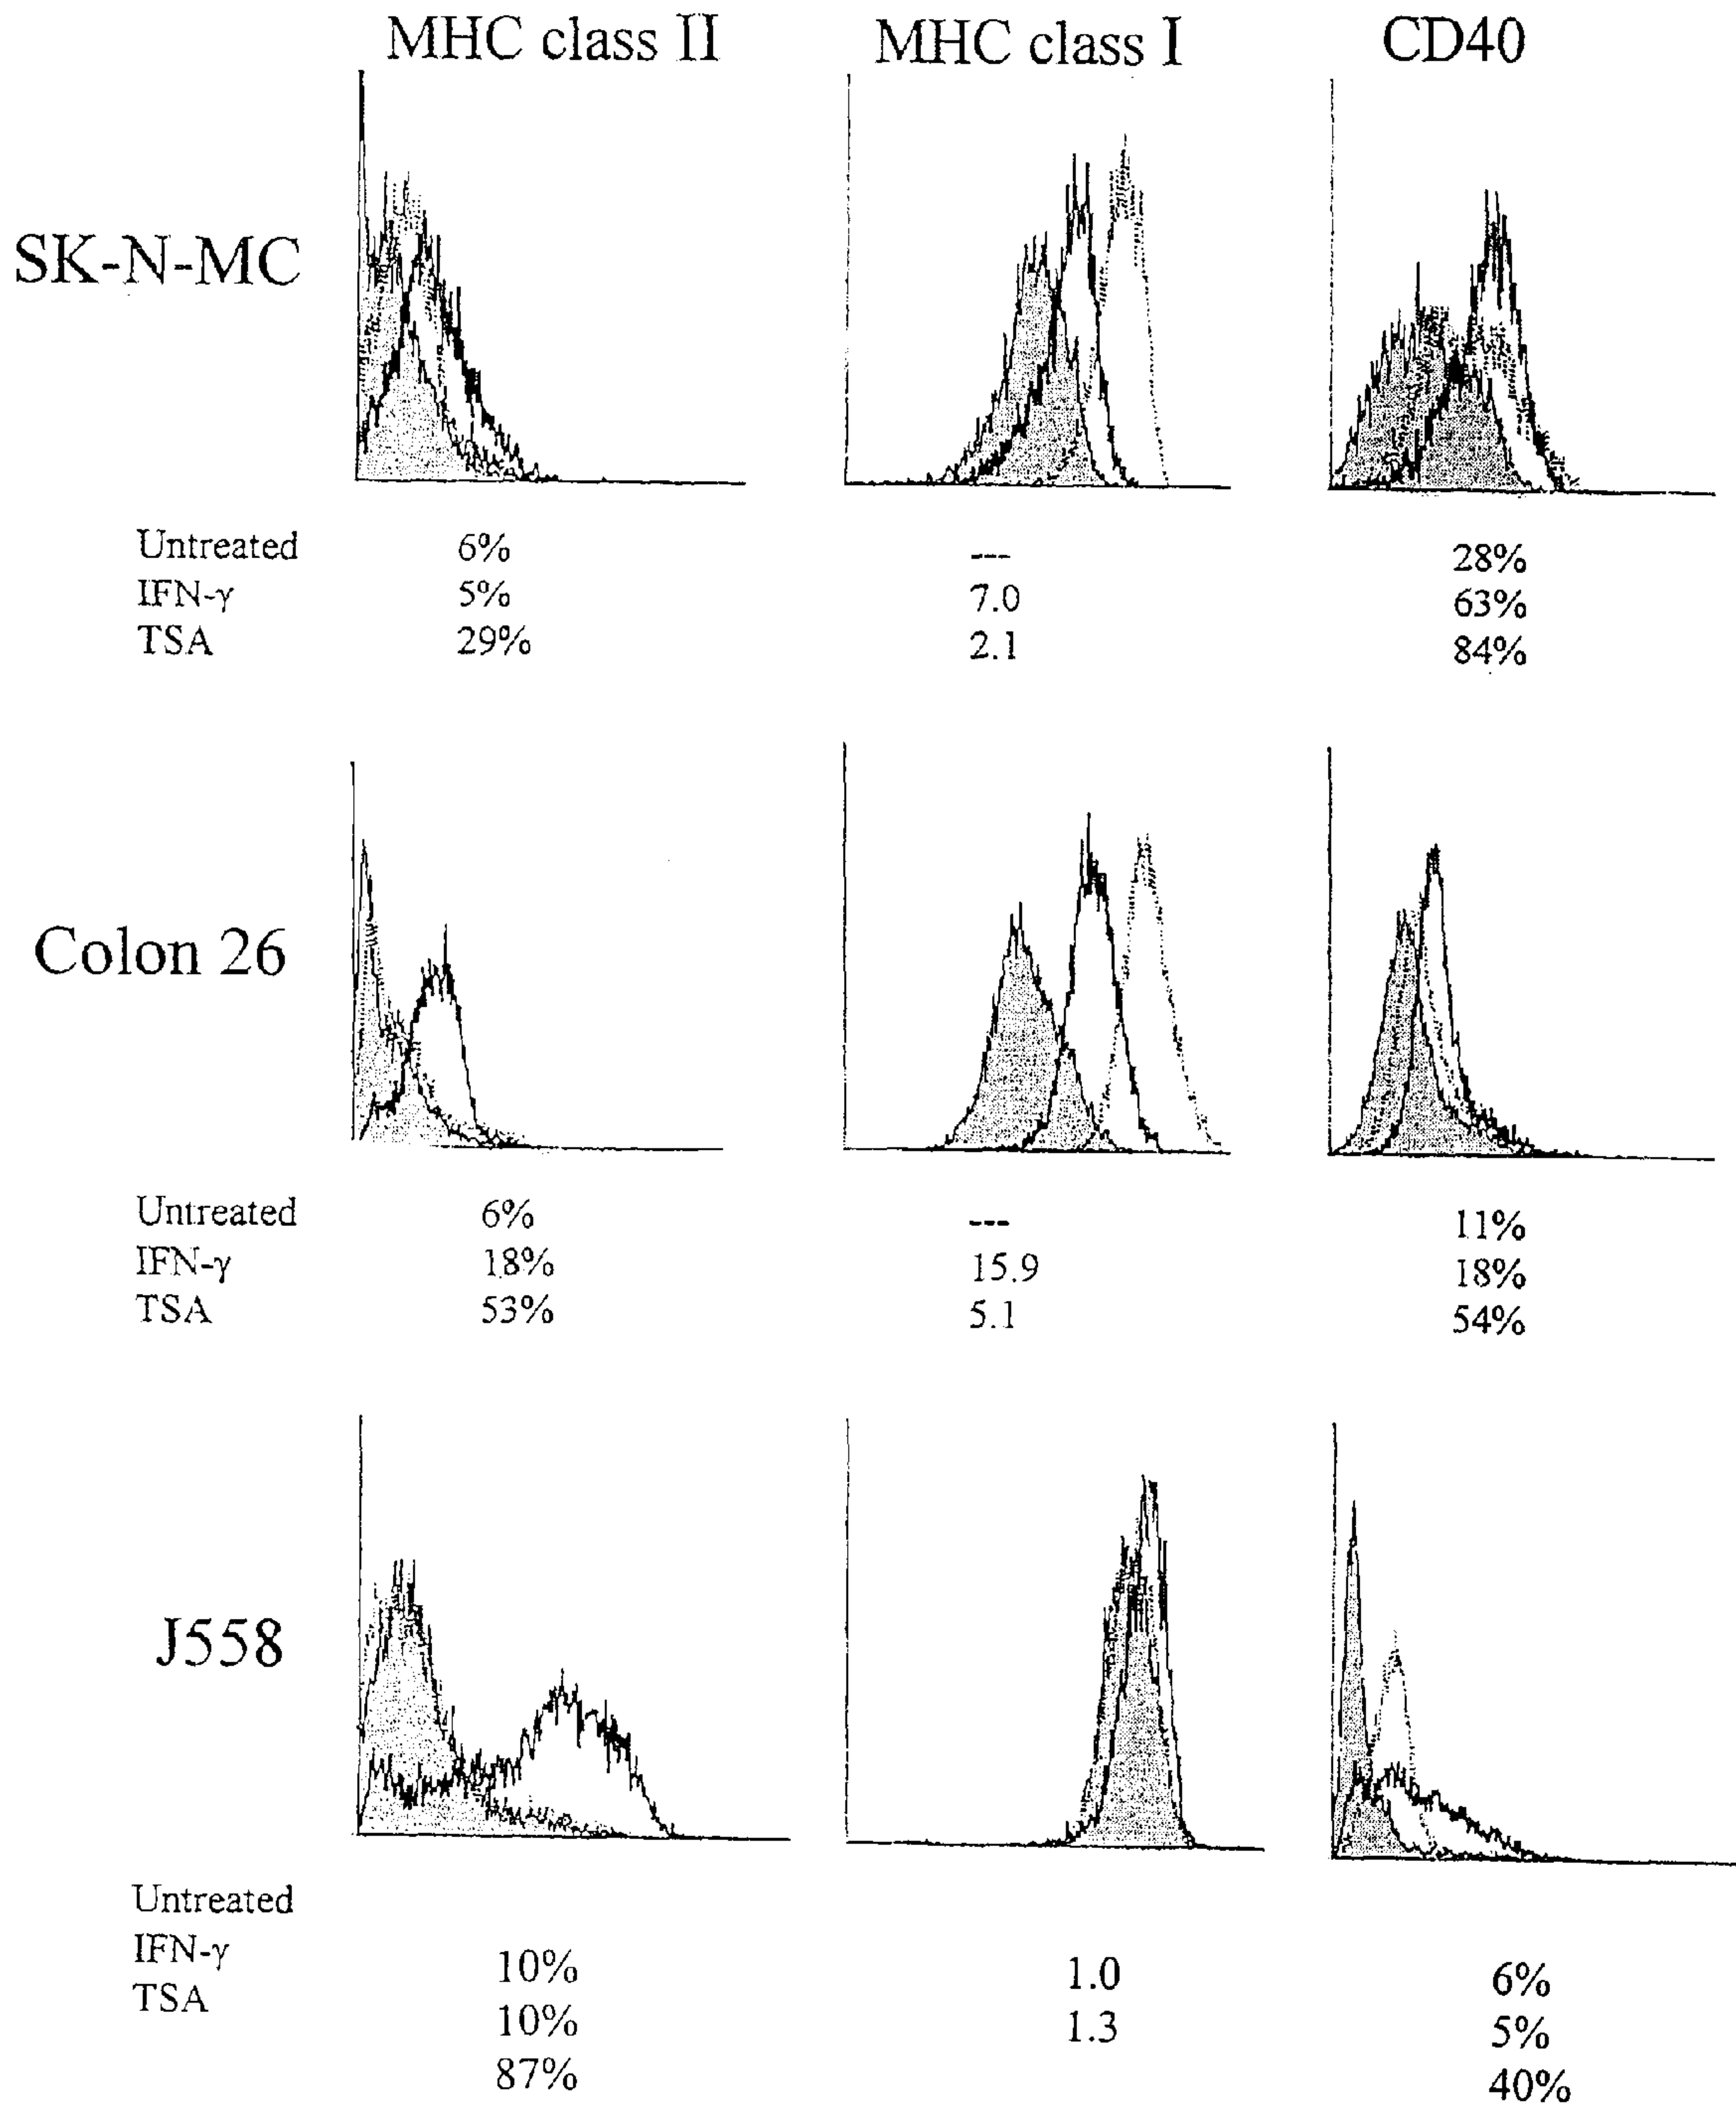 MHC class II MHC class I CD40
SK-N-MC
Untreated 6% --- 28%
IFN-γ 5% 7.0 63%
TSA 29% 2.1 84%
Colon 26
Untreated 6% --- 11%
IFN-γ 18% 15.9 18%
TSA 53% 5.1 54%
J558
Untreated
IFN-γ
TSA
10% 1.0 6%
10% 1.3 5%
87% 40%